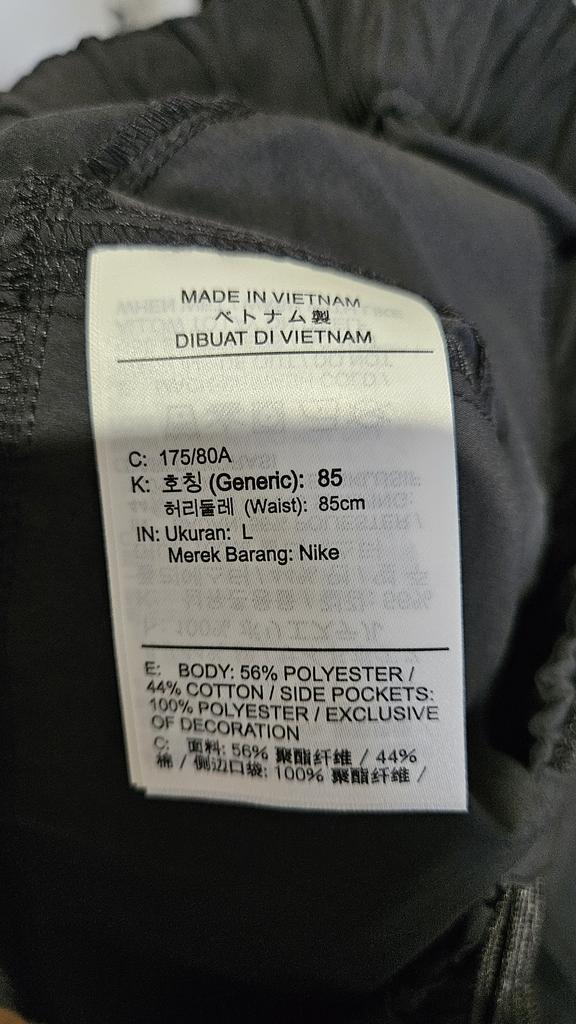 MADE IN VIETNAM
ベトナム製
DIBUAT DI VIETNAM
C: 175/80A
K: 호칭 (Generic): 85
허리둘레 (Waist): 85cm
IN: Ukuran: L
Merek Barang: Nike
E: BODY: 56% POLYESTER /
44% COTTON / SIDE POCKETS:
100% POLYESTER / EXCLUSIVE
OF DECORATION
C: 面料: 56% 聚酯纤维 / 44%
棉 / 侧边口袋: 100% 聚酯纤维 /